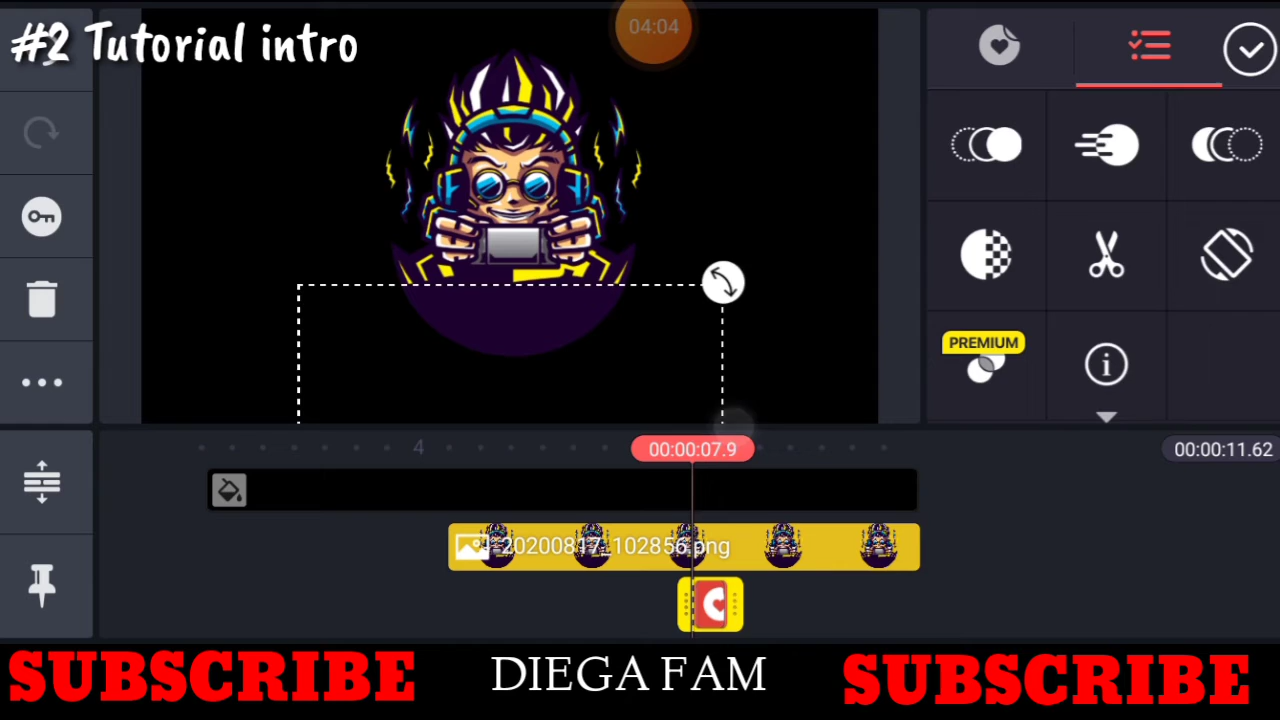 04:04
#2 Tutorial intro
PREMIUM
4
00:00:07.9
00:00:11.62
20200817_102856.png
SUBSCRIBE
DIEGA FAM
SUBSCRIBE